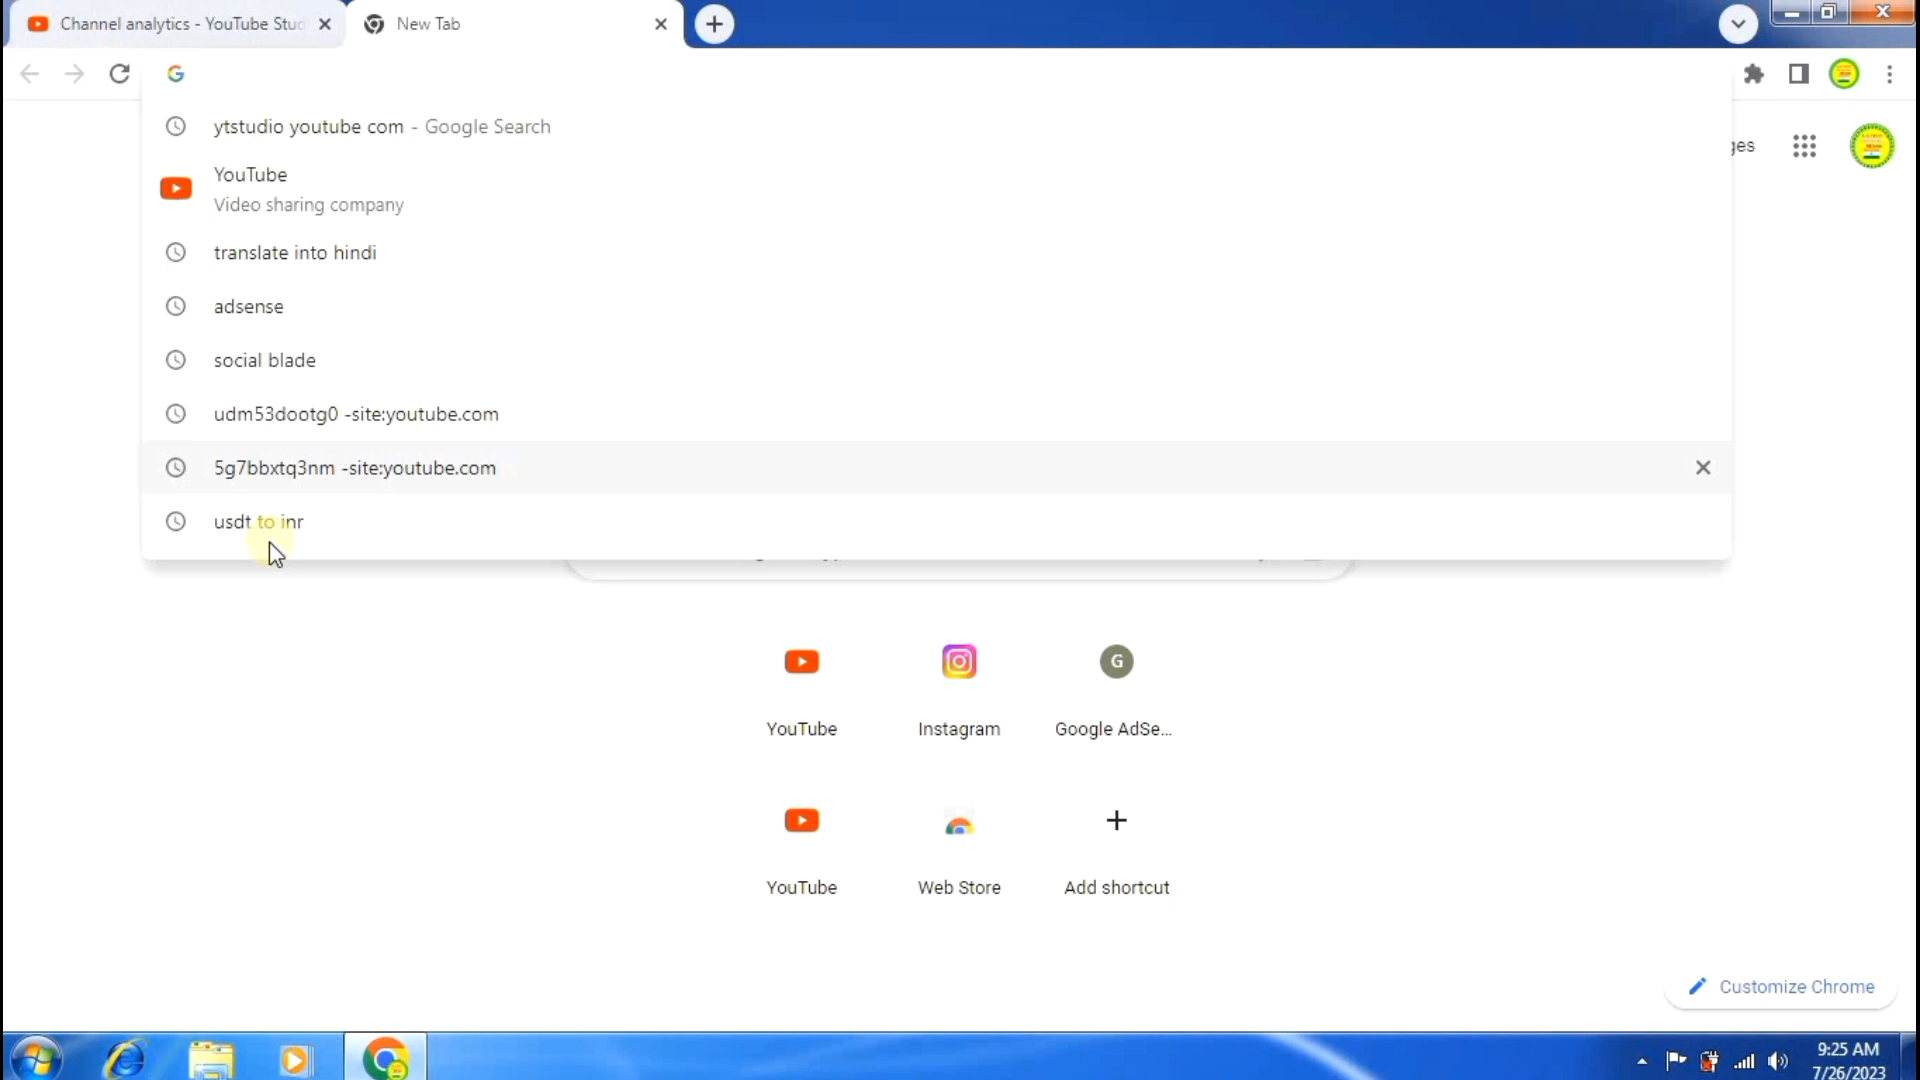 Channel analytics - YouTube Stud
New Tab
ytstudio youtube com - Google Search
YouTube
Video sharing company
translate into hindi
adsense
social blade
udm53dootg0 -site:youtube.com
5g7bbxtq3nm -site:youtube.com
usdt to inr
YouTube
Instagram
G
Google AdSe...
YouTube
Web Store
Add shortcut
Customize Chrome
9:25 AM
7/26/2023